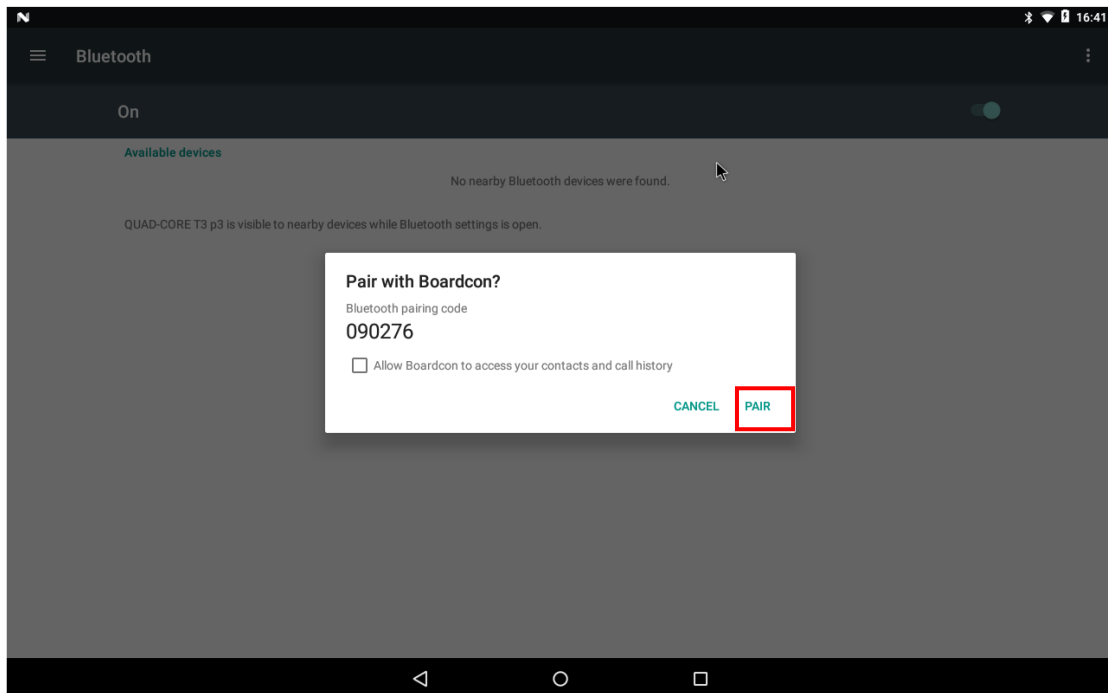 16:41
Bluetooth
On
Available devices
No nearby Bluetooth devices were found.
QUAD-CORE T3 p3 is visible to nearby devices while Bluetooth settings is open.
Pair with Boardcon?
Bluetooth pairing code
090276
Allow Boardcon to access your contacts and call history
CANCEL PAIR